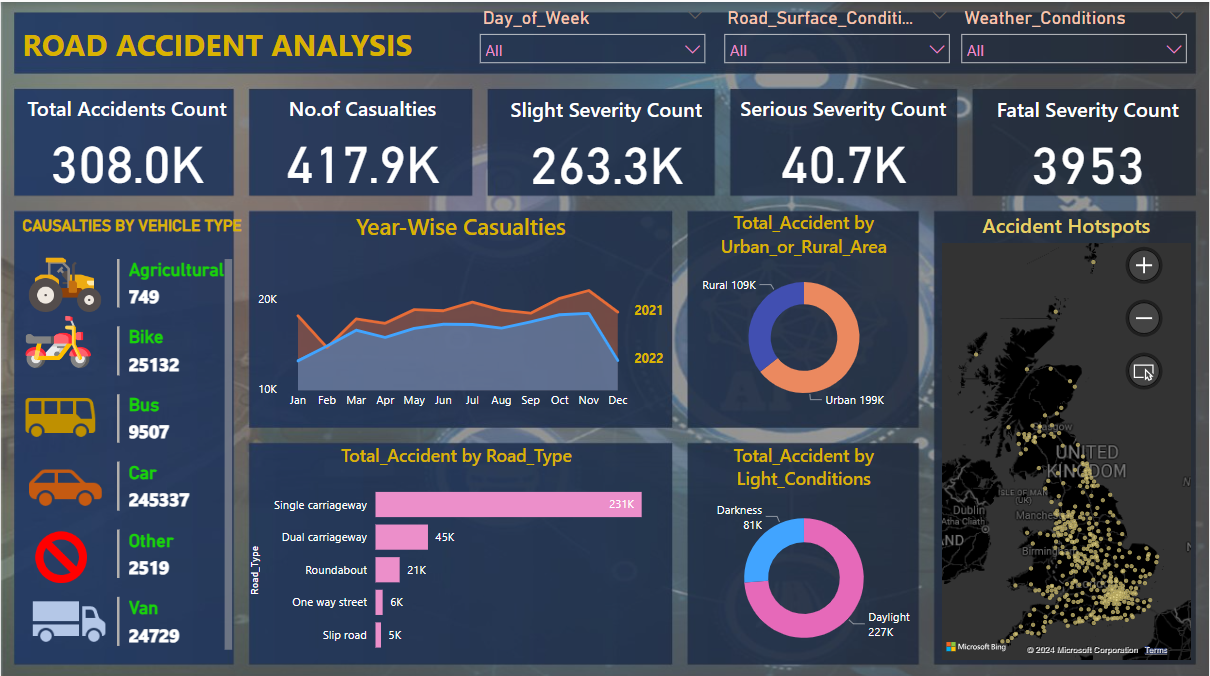 Day_of_Week
Road_Surface_Conditi...
Weather_Conditions
ROAD ACCIDENT ANALYSIS
All
All
All
Total Accidents Count
308.0K
No.of Casualties
417.9K
Slight Severity Count
263.3K
Serious Severity Count
40.7K
Fatal Severity Count
3953
CAUSALTIES BY VEHICLE TYPE
Agricultural
749
Bike
25132
Bus
9507
Car
245337
Other
2519
Van
24729
Year-Wise Casualties
20K
10K
2021
2022
Jan Feb Mar Apr May Jun Jul Aug Sep Oct Nov Dec
Total_Accident by
Urban_or_Rural_Area
Rural 109K
Urban 199K
Total_Accident by Road_Type
Road_Type
Single carriageway 231K
Dual carriageway 45K
Roundabout 21K
One way street 6K
Slip road 5K
Total_Accident by
Light_Conditions
Darkness
81K
Daylight
227K
Accident Hotspots
Glasgow
UNITED
KINGDOM
ISLE OF MAN
(UK)
Dublin
Atha Cliath
Manche
AND
Birmingh
Microsoft Bing
© 2024 Microsoft Corporation Terms